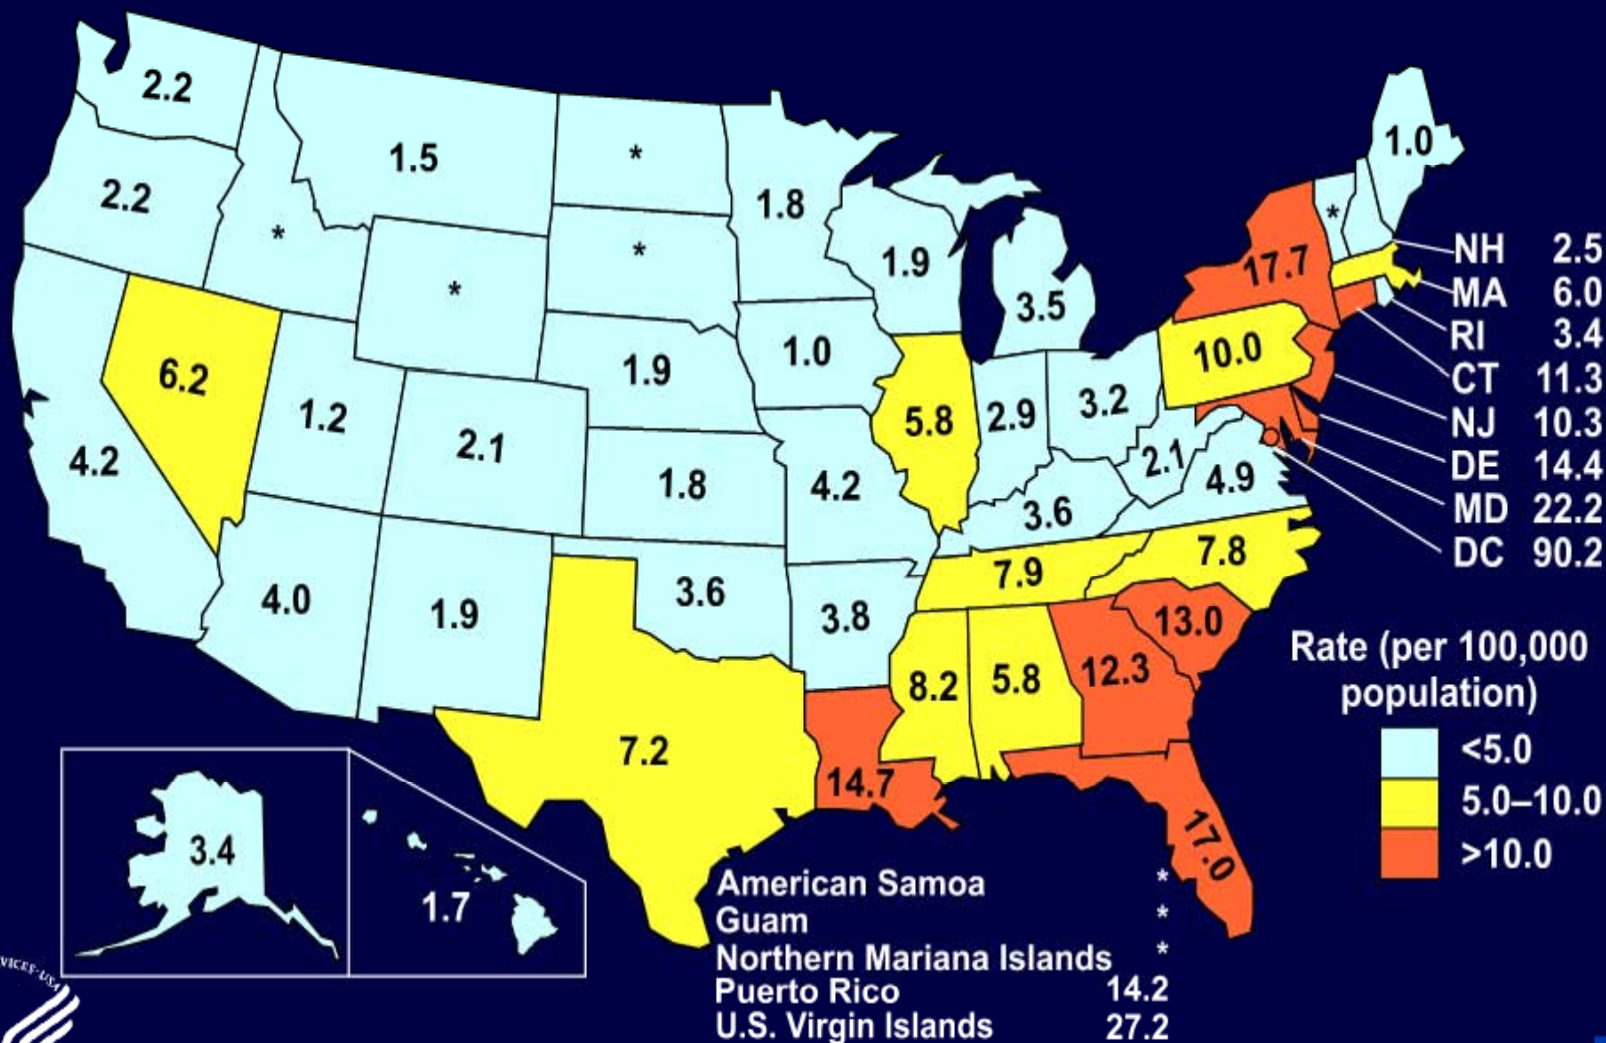 2.2
1.5
*
1.0
2.2
*
1.8
*
*
1.9
*
17.7
NH 2.5
MA 6.0
3.5
RI 3.4
1.0
10.0
6.2
1.9
CT 11.3
1.2
5.8
2.9
3.2
NJ 10.3
2.1
4.2
DE 14.4
1.8
4.2
2.1
4.9
MD 22.2
3.6
DC 90.2
7.8
7.9
4.0
1.9
3.6
3.8
13.0
Rate (per 100,000
population)
8.2
5.8
12.3
<5.0
7.2
14.7
5.0–10.0
17.0
>10.0
3.4
1.7
American Samoa *
Guam *
Northern Mariana Islands *
Puerto Rico 14.2
U.S. Virgin Islands 27.2
VICES·USA